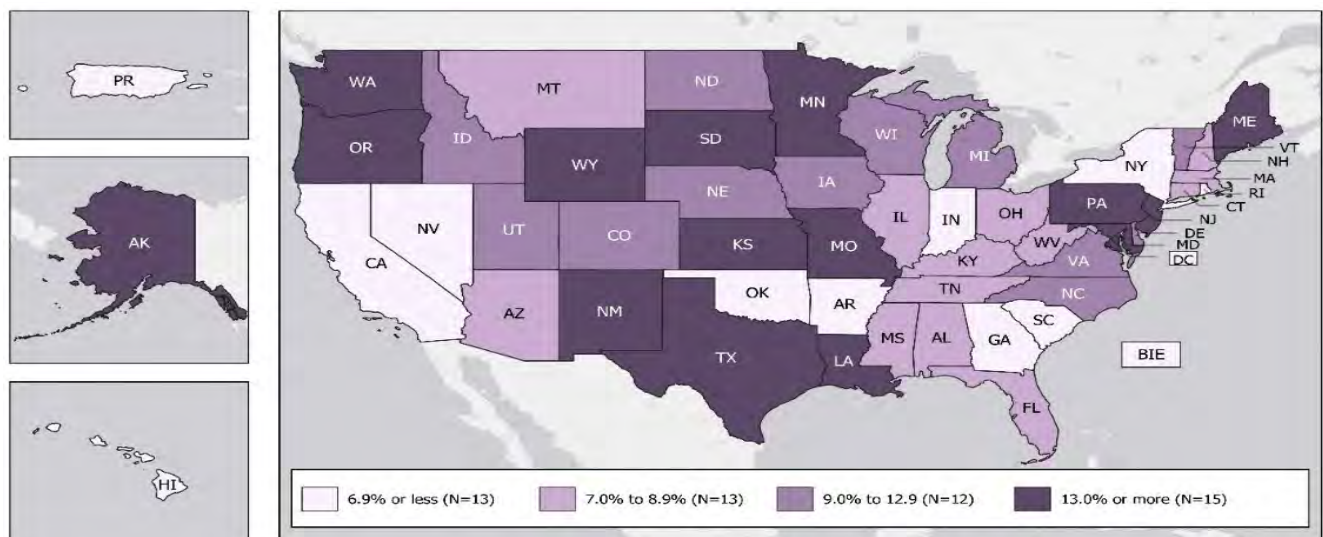 PR
AK
HI
WA
MT
ND
MN
ME
OR
ID
WY
SD
WI
MI
NY
VT
NH
MA
RI
CT
NV
UT
CO
NE
IA
IL
IN
OH
PA
NJ
DE
MD
DC
CA
KS
MO
KY
WV
VA
AZ
NM
OK
AR
TN
NC
SC
TX
LA
MS
AL
GA
FL
BIE
6.9% or less (N=13)
7.0% to 8.9% (N=13)
9.0% to 12.9 (N=12)
13.0% or more (N=15)